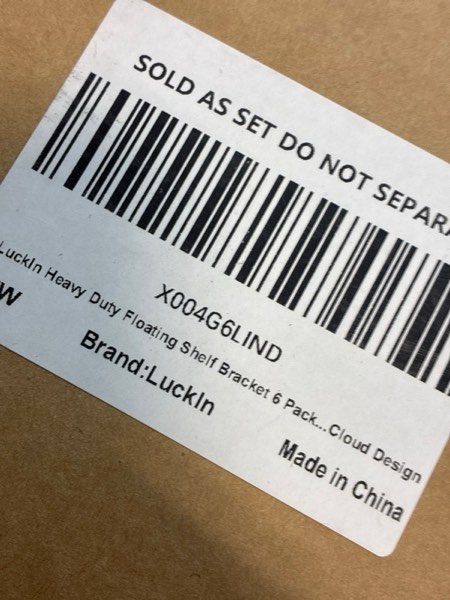 SOLD AS SET DO NOT SEPARA
X004G6LIND
LuckIn Heavy Duty Floating Shelf Bracket 6 Pack...Cloud Design
W
Brand:LuckIn
Made in China